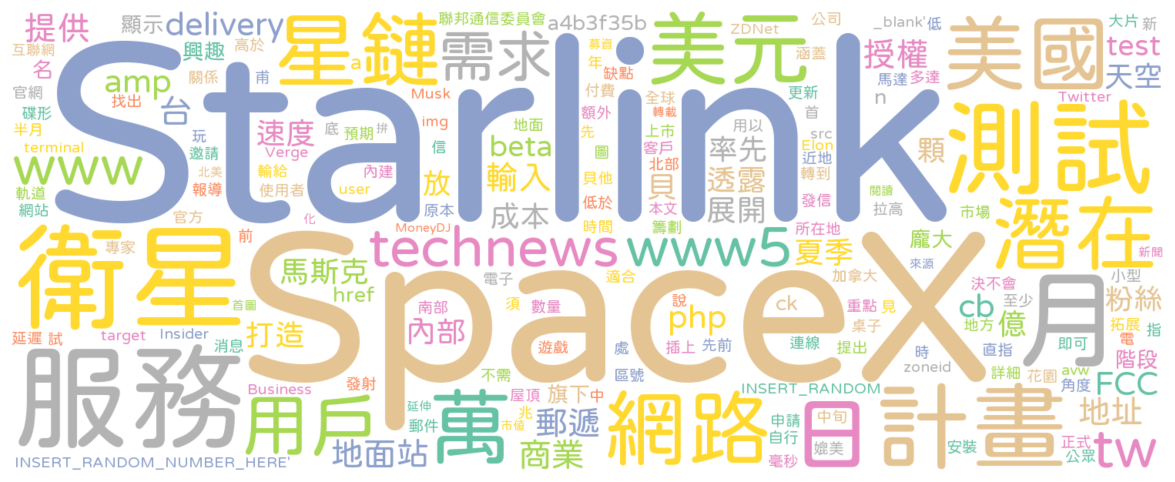 提供
顯示
delivery
聯邦通信委員會
a4b3f35b
美元
ZDNet
公司
_blank'
低
大片
新
互聯網
名
興趣
高於
星鏈
a
需求
幕百
年
缺點
涵蓋
授權
美國
test
官網
amp
關係
甫
付費
全球
馬達
多達
天空
碟形
找出
台
Musk
額外
轉載
更新
n
Twitter
半月
玩
速度
底
預期
拼
img
地面
先
上市
用以
首
src
Elon
terminal
邀請
Verge
信
beta
圖
客戶
率先
近地
顆
測試
www
輪給
內建
北部
轉到
軌道
報導
北美
使用者
user
放
輸入
貝他
貝
透露
閱讀
網站
原本
低於
本文
展開
發信
拉高
潛在
官方
化
MoneyDJ
成本
時間
籌劃
所在地
市場
Starlink
衛星
專家
前
technews
www5
夏季
龐大
新聞
馬斯克
電子
適合
加拿大
來源
小型
首圖
href
須
數量
說
ck
重點
見
決不會
至少
粉絲
SpaceX
延遲
試
target
Insider
打造
南部
內部
php
桌子
cb
地方
億
月
拓展
指
電
消息
遊戲
處
插上
先前
連線
提出
時
直指
即可
階段
服務
Business
發射
不需
區號
zoneid
詳細
花園
avw
角度
FCC
用戶
屋頂
旗下
中
INSERT_RANDOM
延伸
兆
萬
網路
申請
日
中旬
計畫
地址
郵件
市值
郵遞
自行
媲美
安裝
正式
tw
INSERT_RANDOM_NUMBER_HERE'
地面站
商業
毫秒
公眾